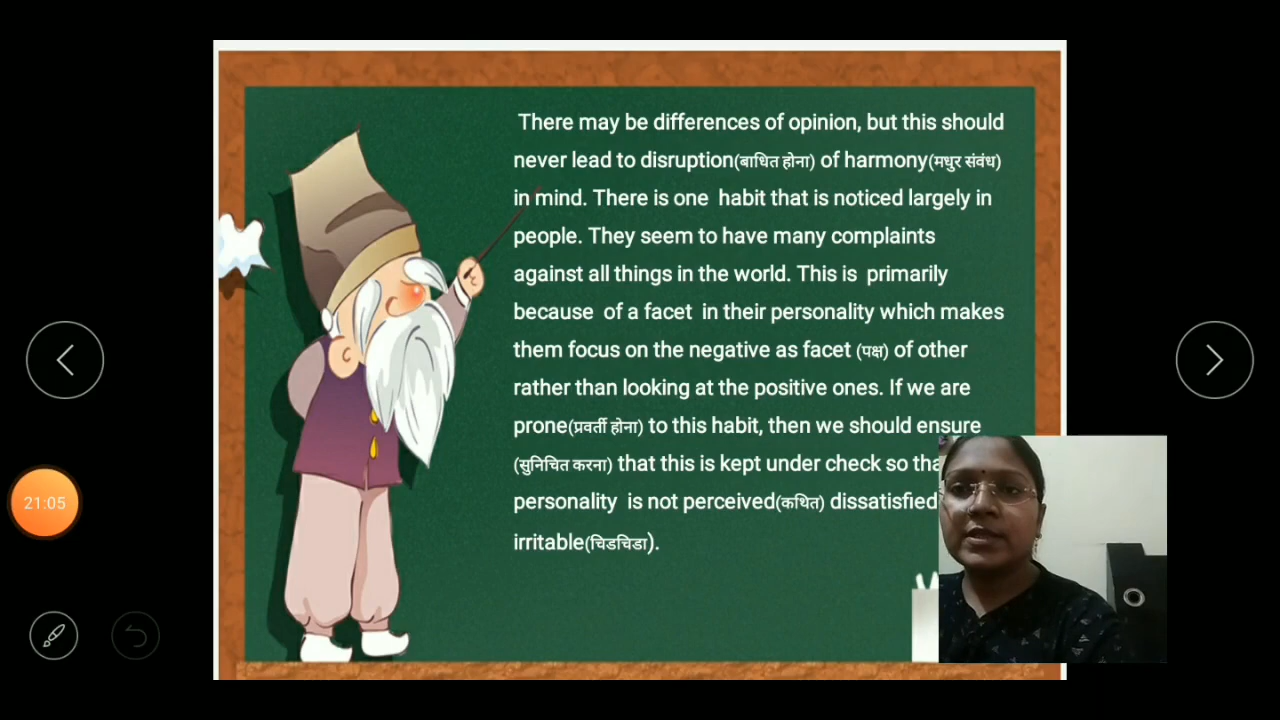 There may be differences of opinion, but this should
never lead to disruption(बाधित होना) of harmony(मधुर संवंध)
in mind. There is one habit that is noticed largely in
people. They seem to have many complaints
against all things in the world. This is primarily
because of a facet in their personality which makes
them focus on the negative as facet (पक्ष) of other
rather than looking at the positive ones. If we are
prone(प्रवर्ती होना) to this habit, then we should ensure
(सुनिचित करना) that this is kept under check so
personality is not perceived(कथित) dissatisfied
irritable(चिडचिडा).
21:05